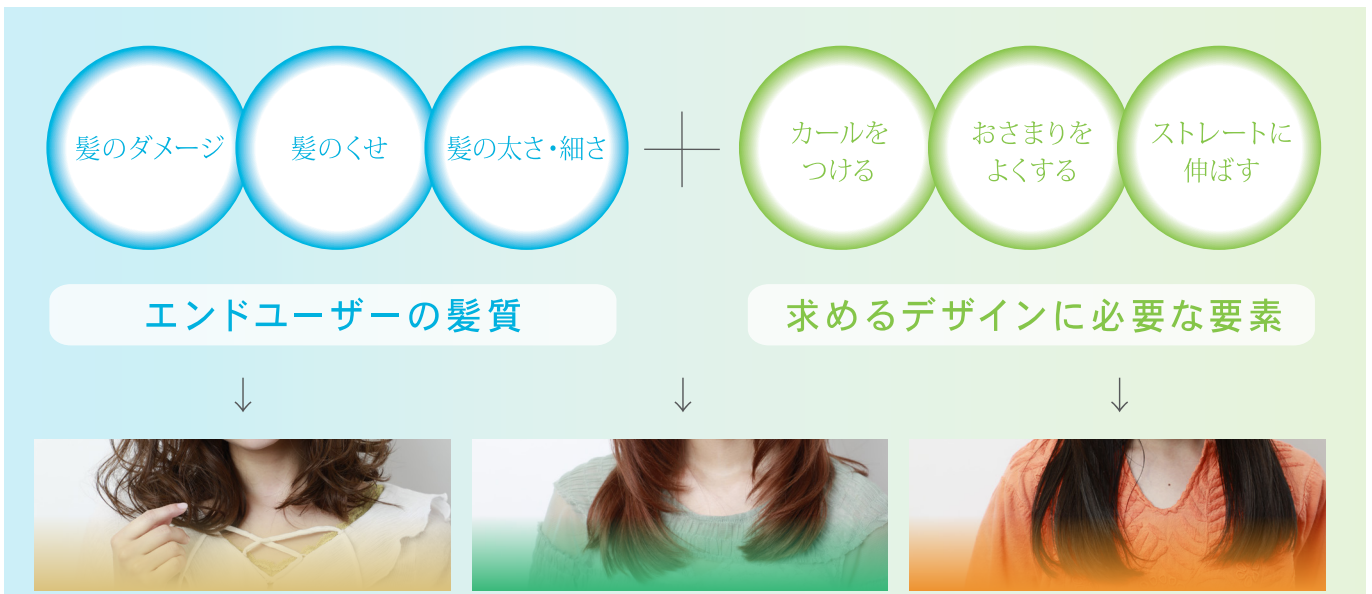 髪のダメージ
髪のくせ
髪の太さ・細さ
カールを
つける
おさまりを
よくする
ストレートに
伸ばす
エンドユーザーの髪質
求めるデザインに必要な要素